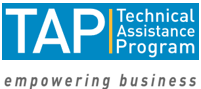 TAP Technical
Assistance
Program
empowering business